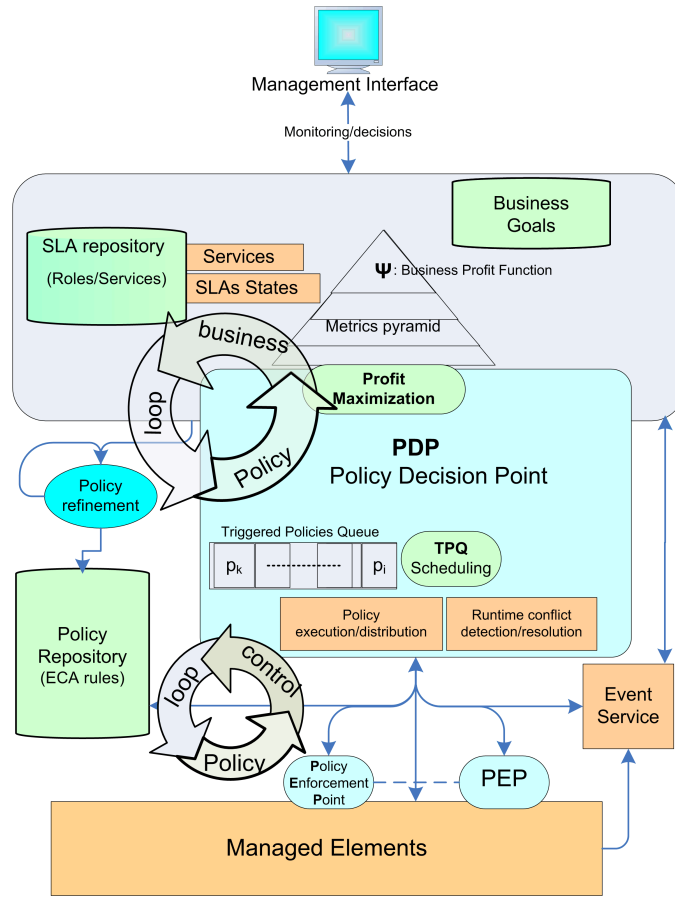 Management Interface
Monitoring/decisions
Business
Goals
SLA repository
(Roles/Services)
Services
SLAs States
Ψ: Business Profit Function
Metrics pyramid
business
loop
Policy
Profit
Maximization
PDP
Policy Decision Point
Policy
refinement
Triggered Policies Queue
pk
pi
TPQ
Scheduling
Policy
execution/distribution
Runtime conflict
detection/resolution
Policy
Repository
(ECA rules)
loop
control
Policy
Event
Service
Policy
Enforcement
Point
PEP
Managed Elements